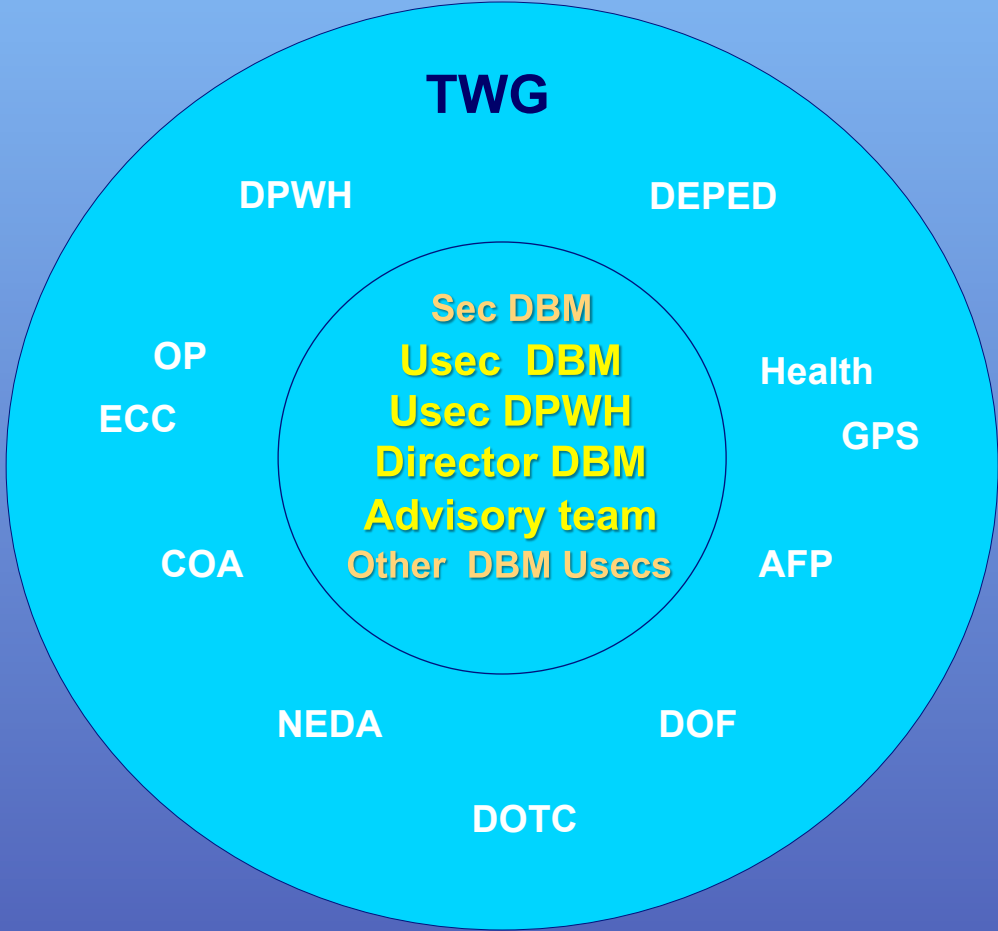 TWG
DPWH
DEPED
Sec DBM
OP
Usec  DBM
Health
Usec DPWH
ECC
GPS
Director DBM
Advisory team
COA
Other  DBM Usecs
AFP
NEDA
DOF
DOTC